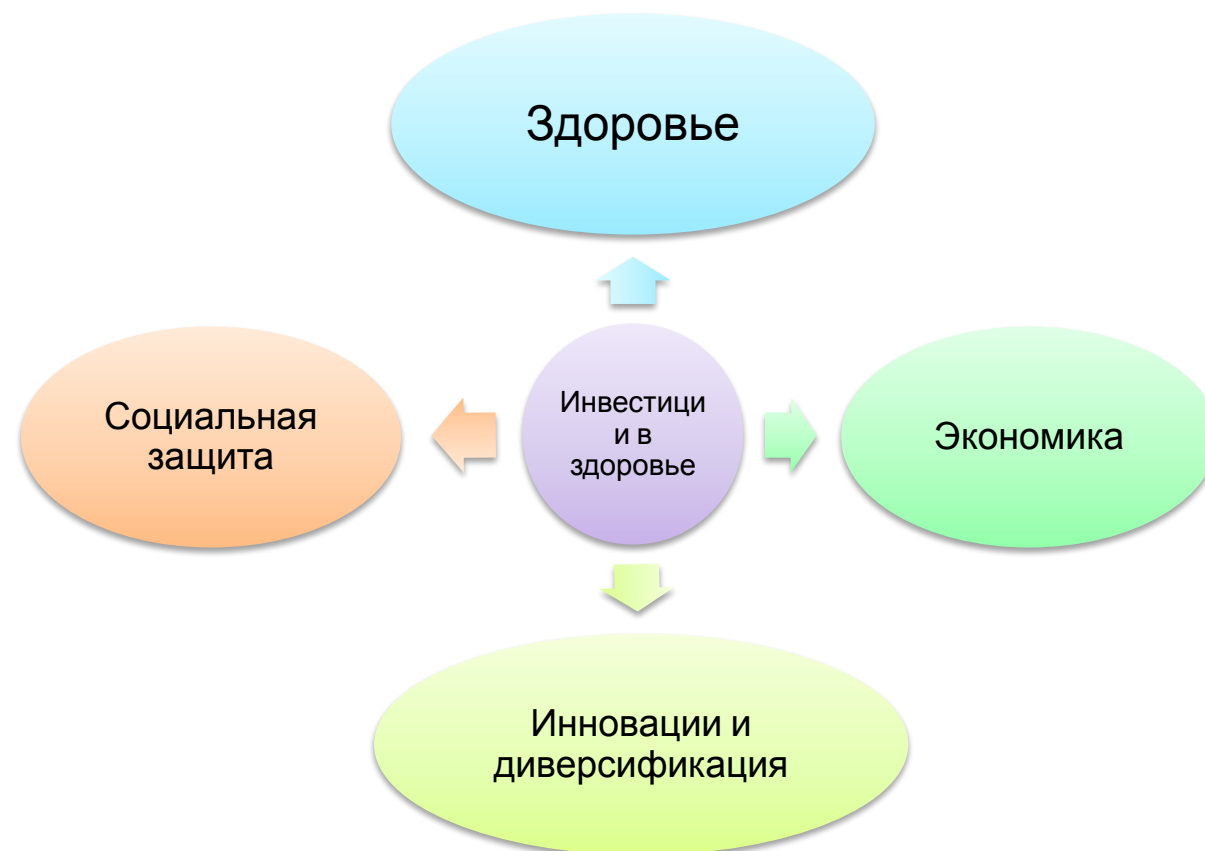 Здоровье
Социальная
защита
Инвестици
и в
здоровье
Экономика
Инновации и
диверсификация